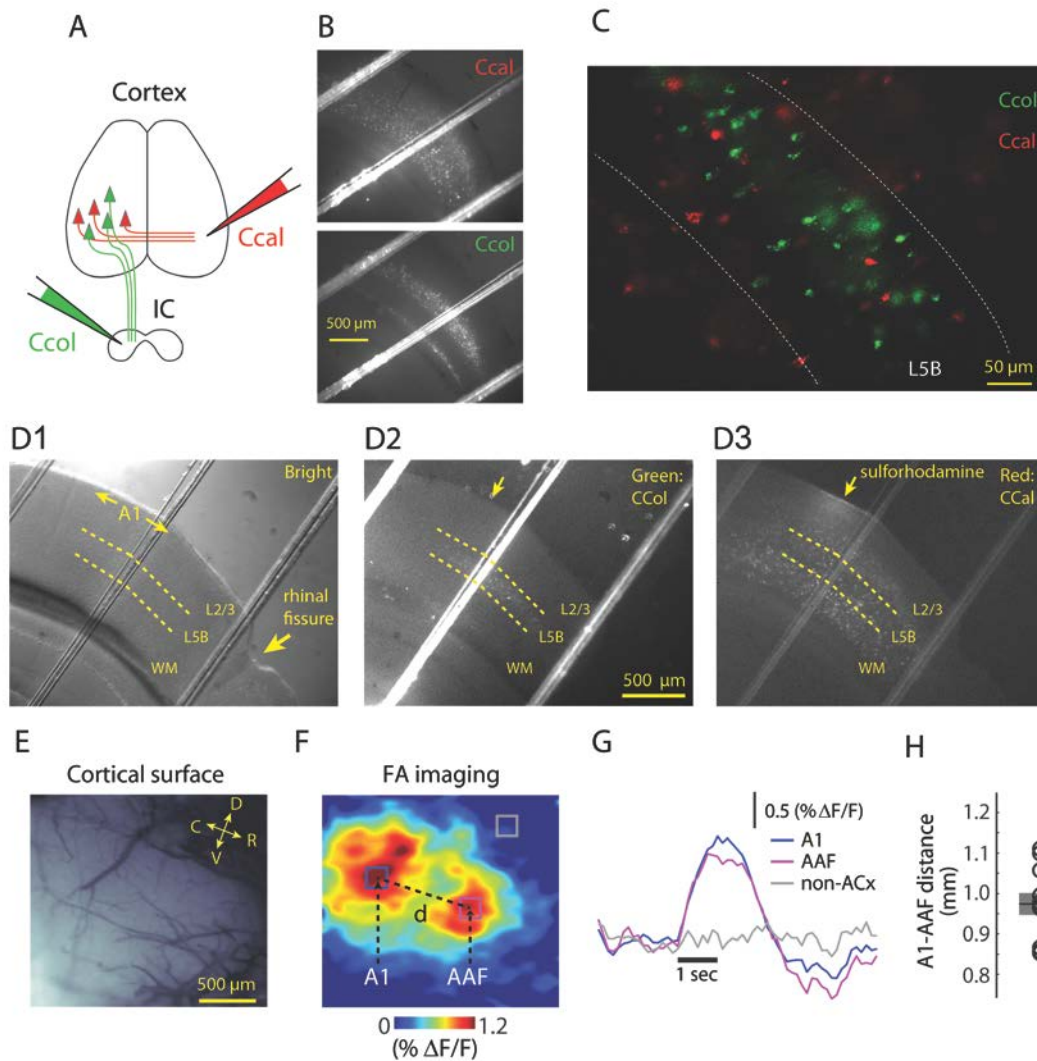 A
Cortex
Ccal
IC
Ccol
B
Ccal
Ccol
500 µm
C
Ccol
Ccal
L5B
50 µm
D1
Bright
A1
L2/3
L5B
WM
rhinal
fissure
D2
Green:
CCol
L2/3
L5B
WM
500 µm
D3
sulforhodamine
Red:
CCal
L2/3
L5B
WM
E
Cortical surface
D
C
R
V
500 µm
F
FA imaging
d
A1
AAF
0
1.2
(% ΔF/F)
G
0.5 (% ΔF/F)
A1
AAF
non-ACx
1 sec
H
A1-AAF distance
(mm)
1.2
1.1
1.0
0.9
0.8